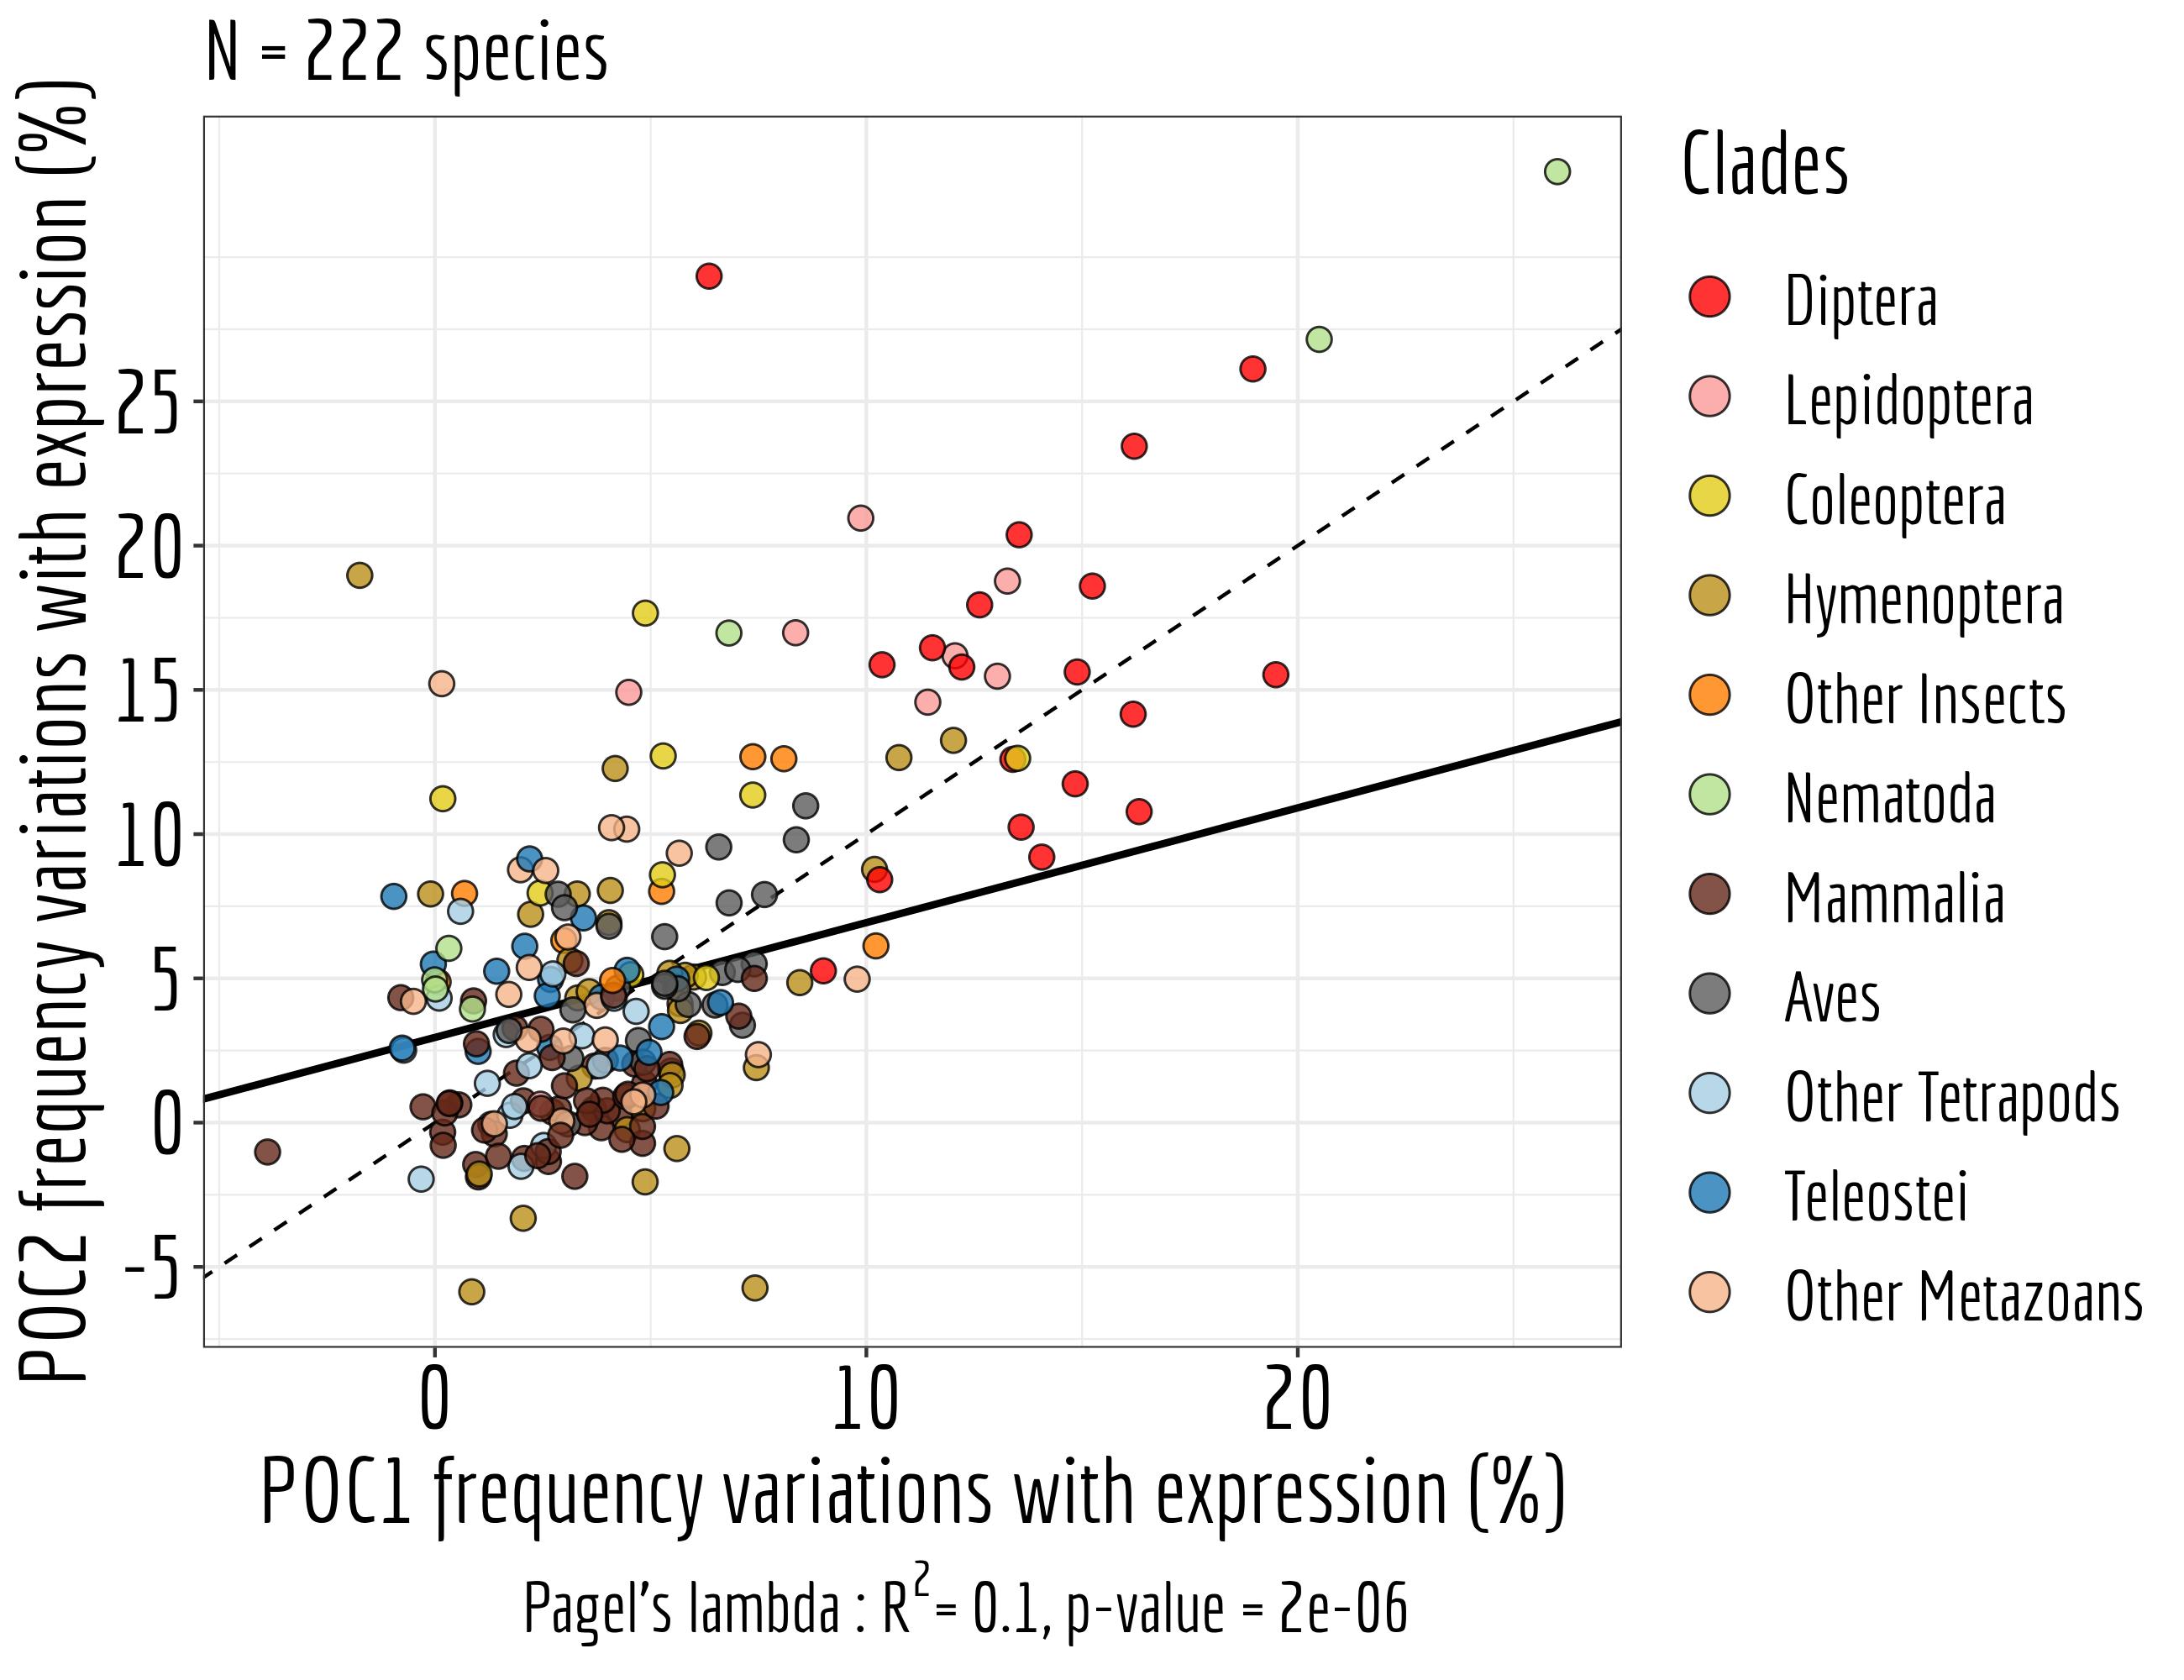 N = 222 species
POC2 frequency variations with expression (%)
25
20
15
10
5
0
-5
0
10
20
POC1 frequency variations with expression (%)
Pagel's lambda : R²= 0.1, p-value = 2e-06
Clades
Diptera
Lepidoptera
Coleoptera
Hymenoptera
Other Insects
Nematoda
Mammalia
Aves
Other Tetrapods
Teleostei
Other Metazoans